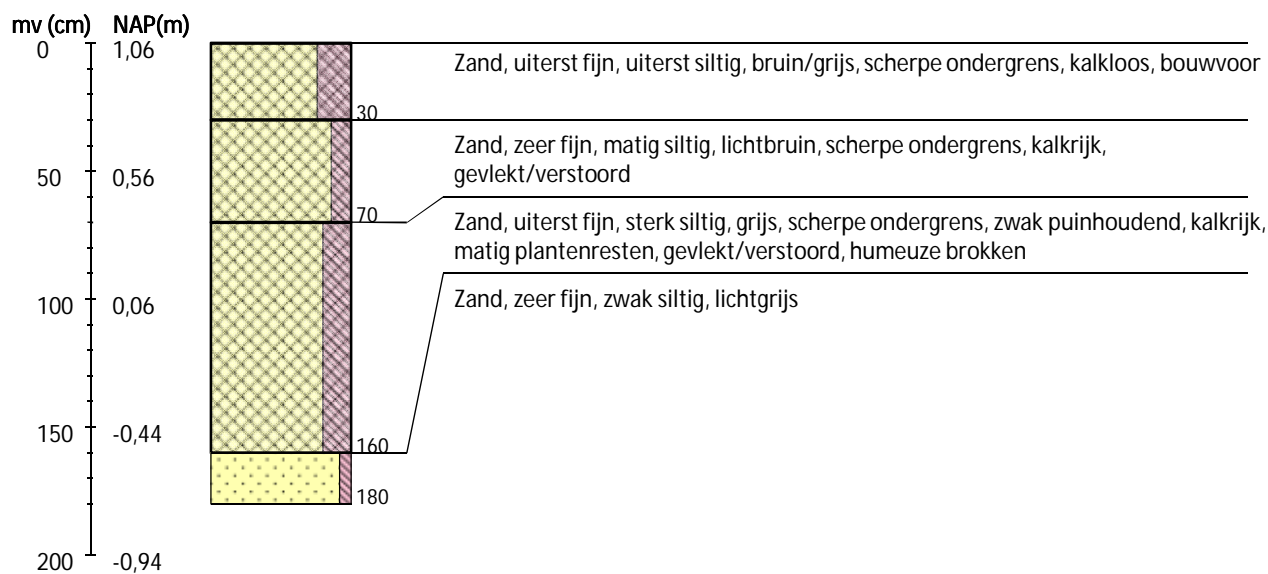 mv (cm) NAP(m)
0 1,06
Zand, uiterst fijn, uiterst siltig, bruin/grijs, scherpe ondergrens, kalkloos, bouwvoor
30
Zand, zeer fijn, matig siltig, lichtbruin, scherpe ondergrens, kalkrijk,
gevlekt/verstoord
50 0,56
70
Zand, uiterst fijn, sterk siltig, grijs, scherpe ondergrens, zwak puinhoudend, kalkrijk,
matig plantenresten, gevlekt/verstoord, humeuze brokken
100 0,06
Zand, zeer fijn, zwak siltig, lichtgrijs
150 -0,44
160
180
200 -0,94